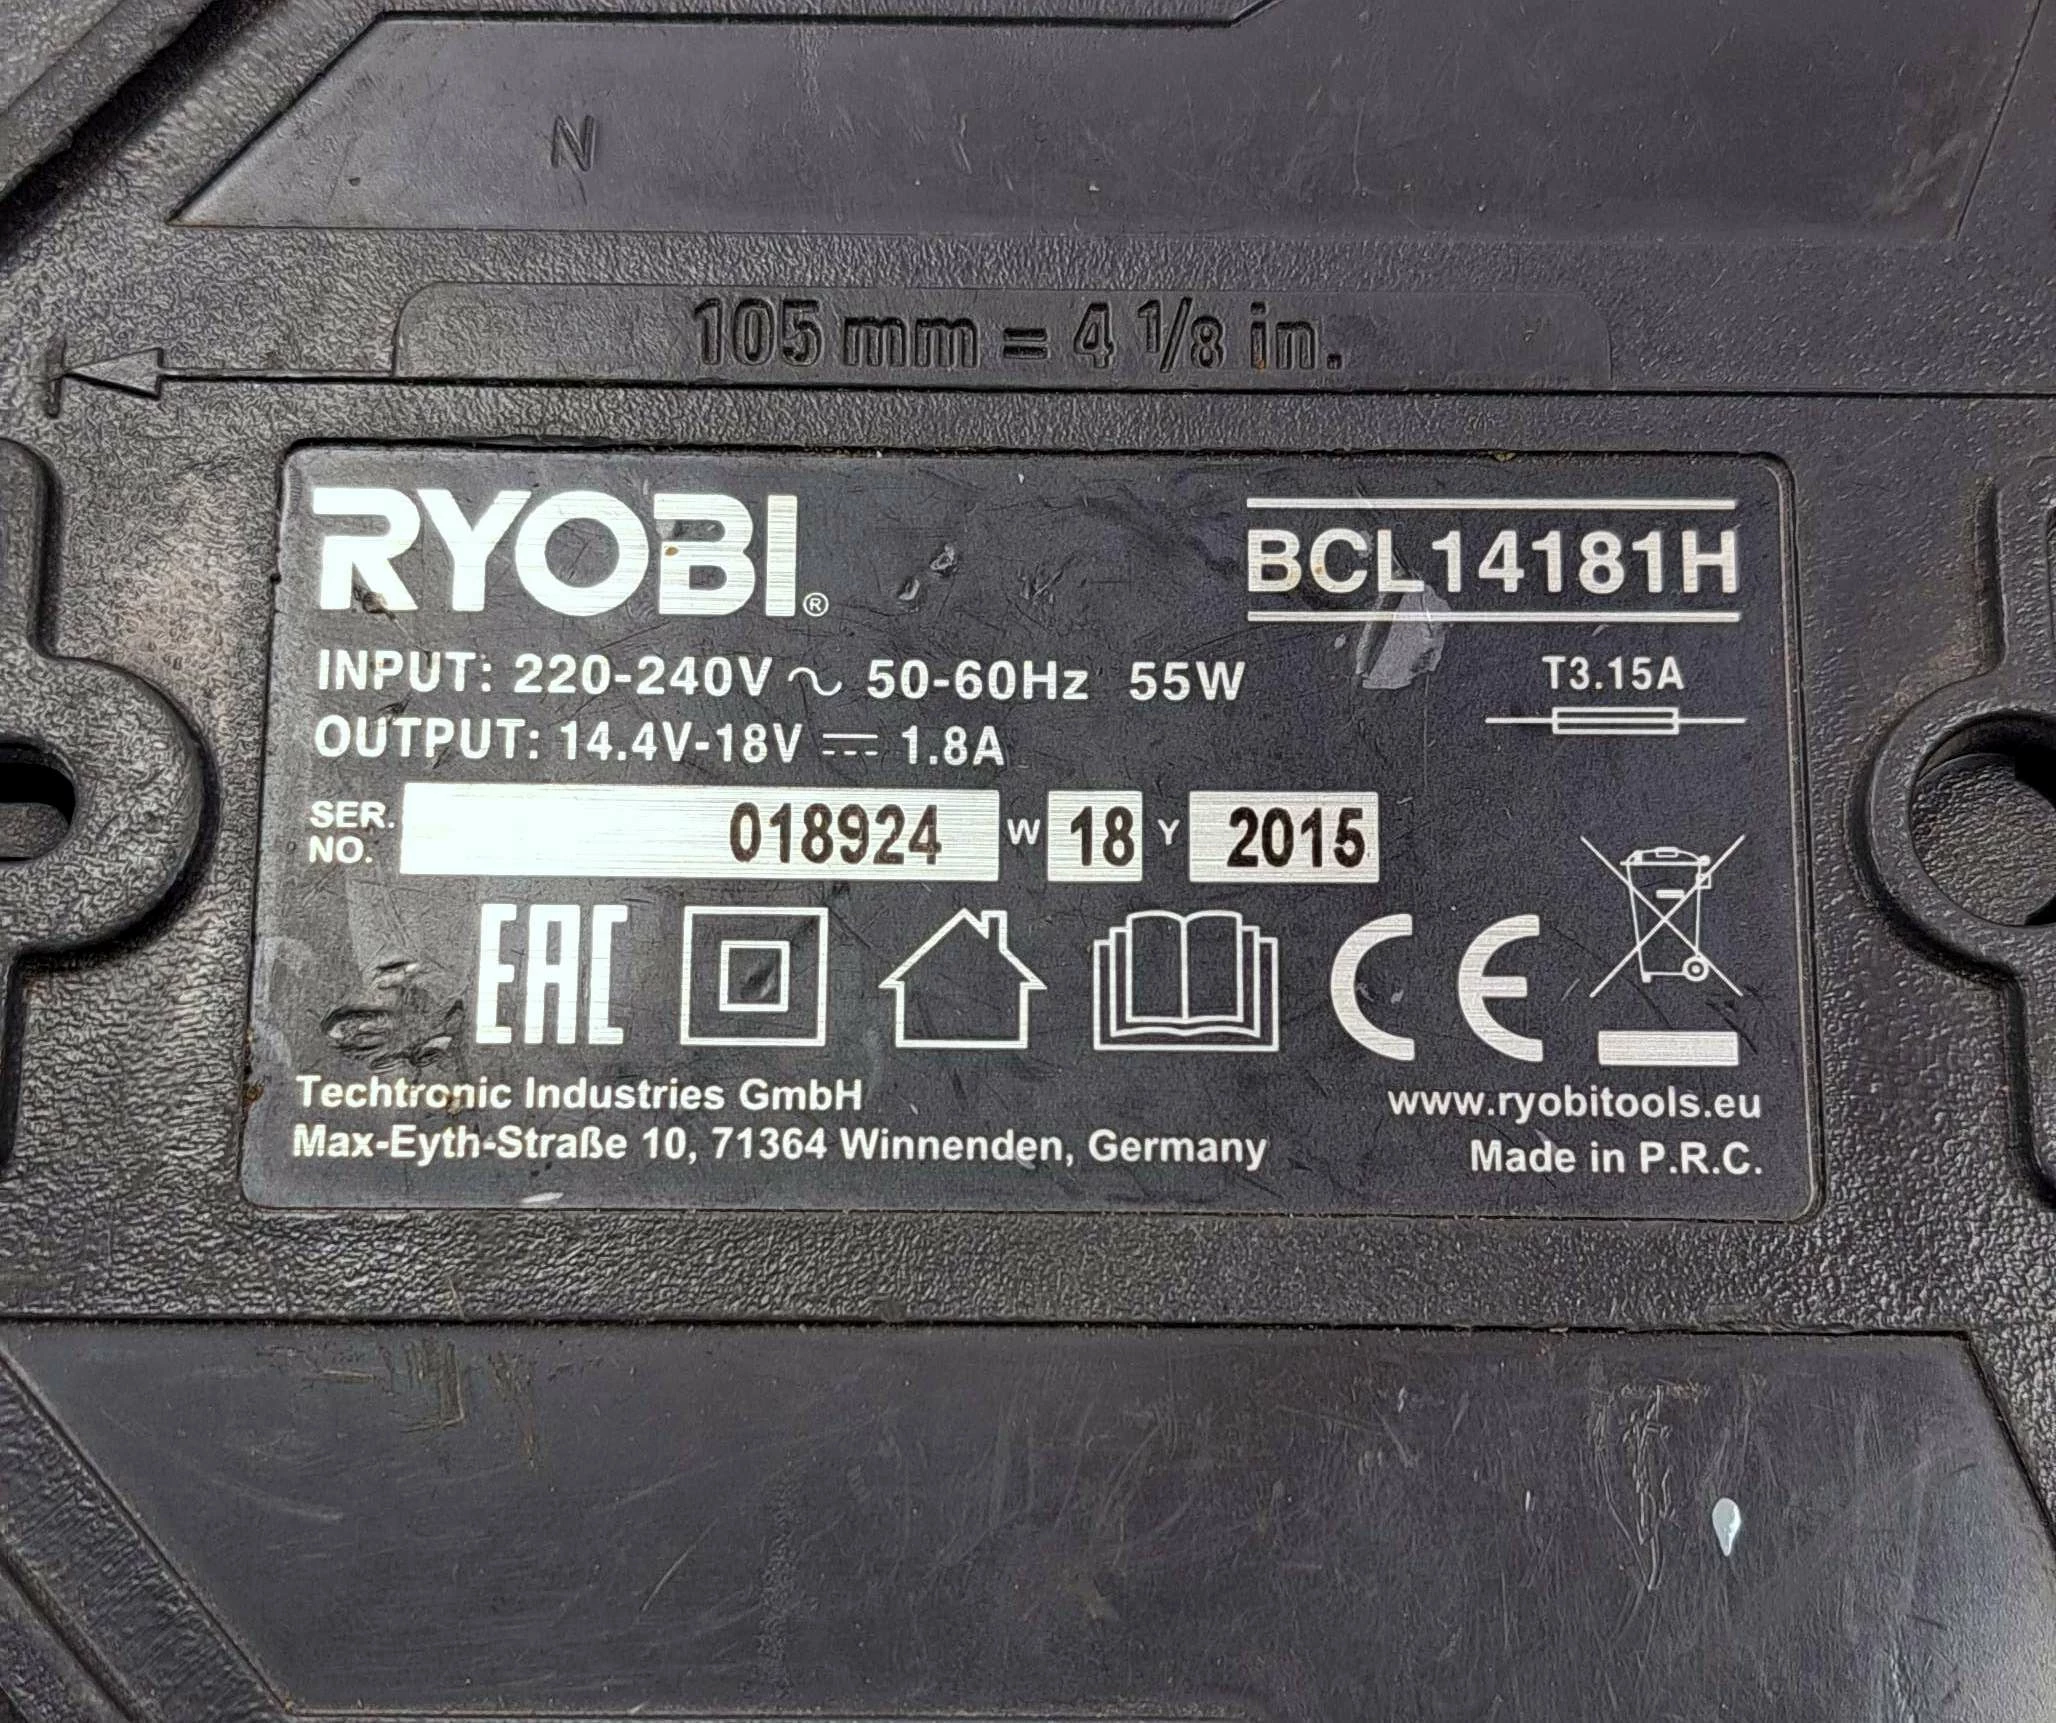 N
105 mm = 4 1/8 in.
RYOBI®
BCL14181H
INPUT: 220-240V ~ 50-60Hz 55W
T3.15A
OUTPUT: 14.4V-18V ⎓ 1.8A
SER. NO. 018924 W 18 Y 2015
EAC CE
Techtronic Industries GmbH
www.ryobitools.eu
Max-Eyth-Straße 10, 71364 Winnenden, Germany
Made in P.R.C.